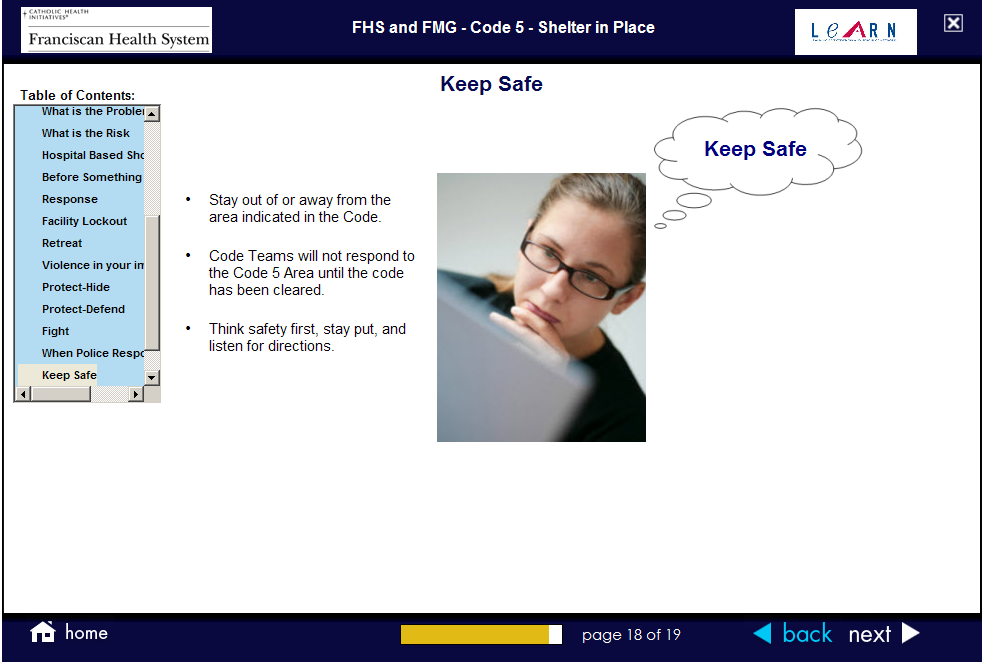 CATHOLIC HEALTH
INITIATIVES®
Franciscan Health System
FHS and FMG - Code 5 - Shelter in Place
LeARN
Keep Safe
Table of Contents:
What is the Probler
What is the Risk
Hospital Based Sho
Before Something
Response
Facility Lockout
Retreat
Violence in your im
Protect-Hide
Protect-Defend
Fight
When Police Respo
Keep Safe
• Stay out of or away from the
area indicated in the Code.
• Code Teams will not respond to
the Code 5 Area until the code
has been cleared.
• Think safety first, stay put, and
listen for directions.
Keep Safe
home
page 18 of 19
back
next